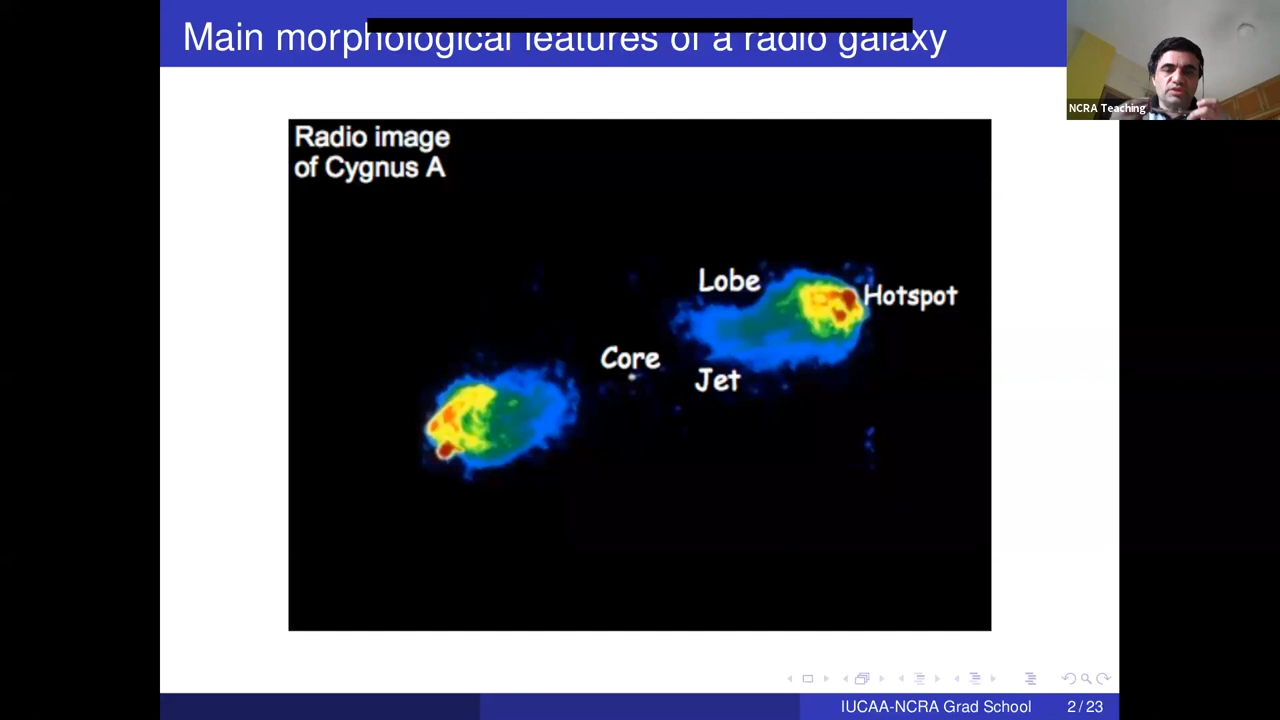 Main morphological features of a radio galaxy
NCRA Teaching
Radio image
of Cygnus A
Lobe
Hotspot
Core
Jet
IUCAA-NCRA Grad School
2 / 23